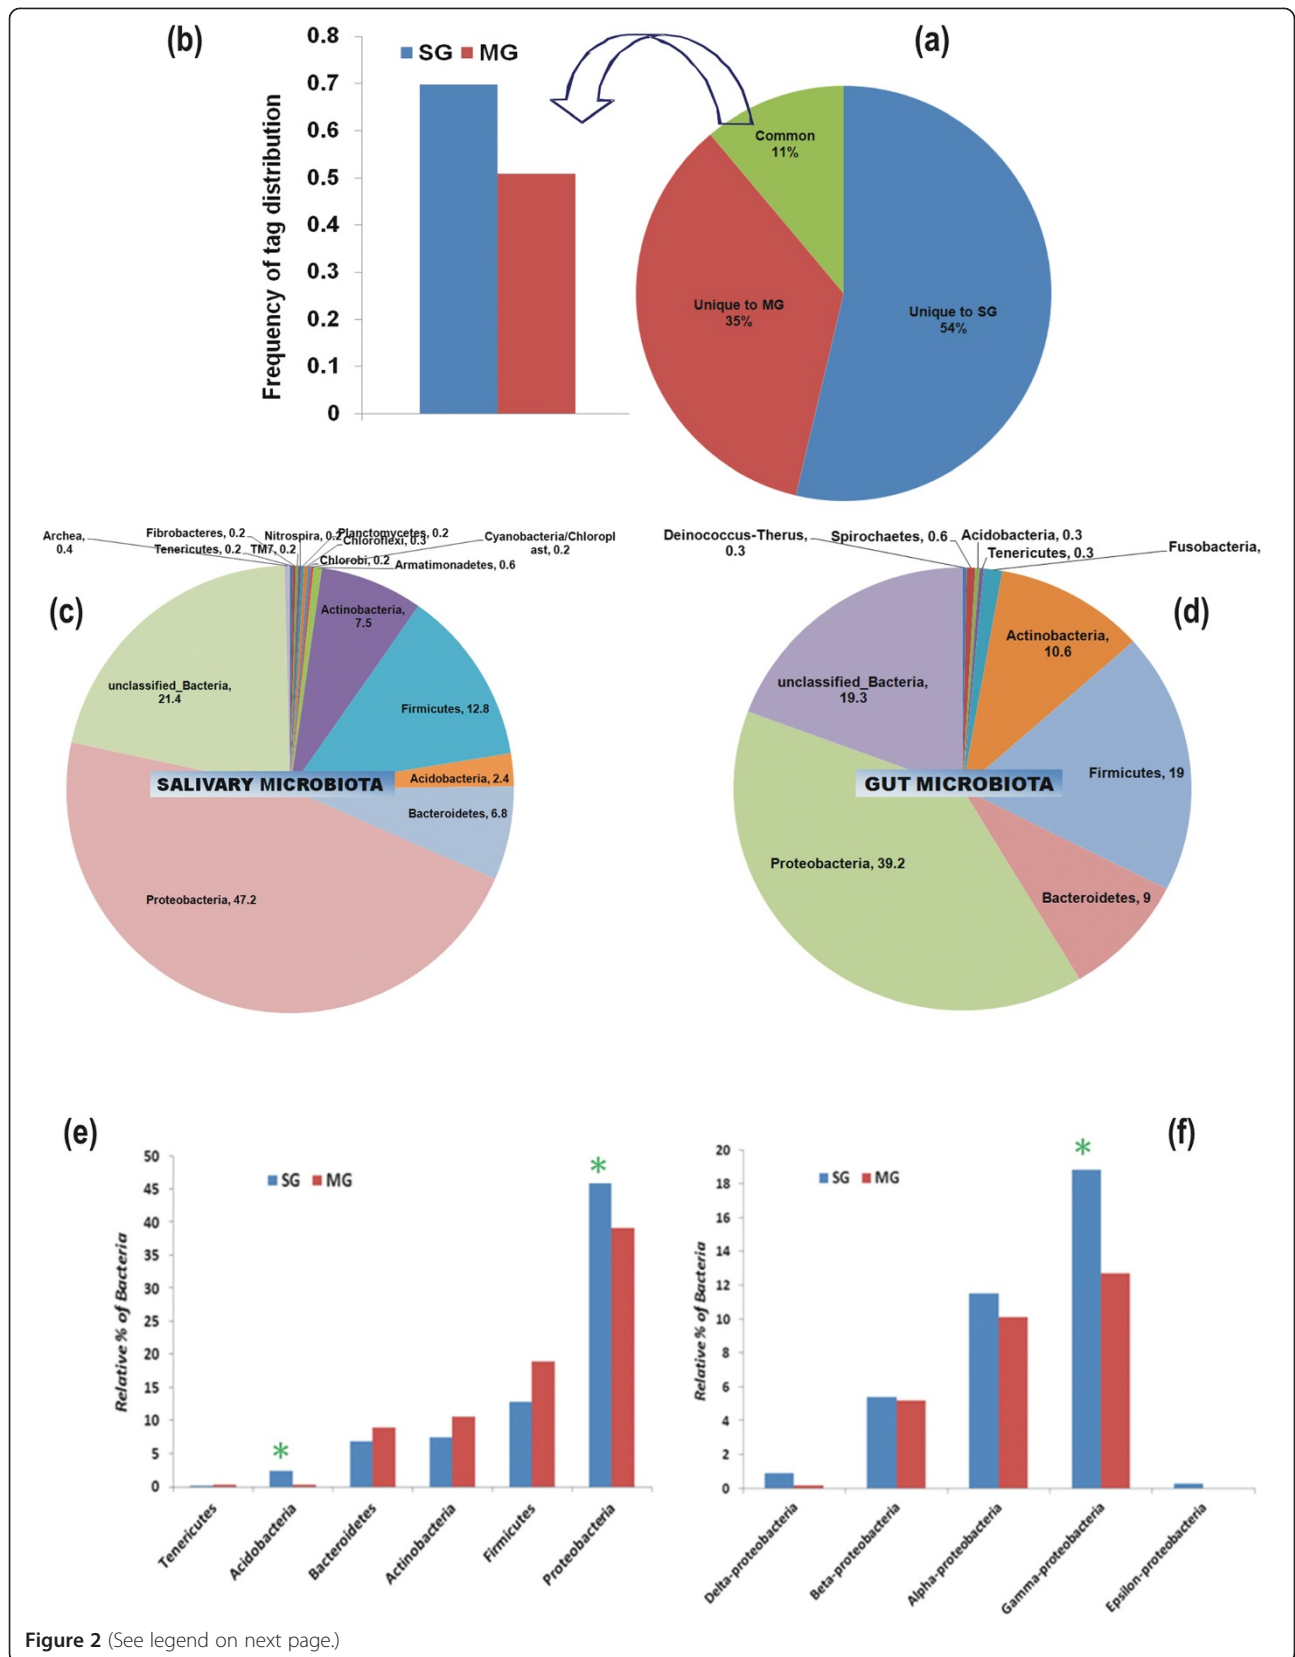 (b)
(a)
0.8
0.7
0.6
0.5
0.4
0.3
0.2
0.1
0
Frequency of tag distribution
SG MG
Common
11%
Unique to MG
35%
Unique to SG
54%
(c)
Archea,
0.4
Fibrobacteres, 0.2
Tenericutes, 0.2
TM7, 0.2
Nitrospira, 0.2
Planctomycetes, 0.2
Chloroflexi, 0.3
Chlorobi, 0.2
Cyanobacteria/Chloropl
ast, 0.2
Armatimonadetes, 0.6
Actinobacteria,
7.5
Firmicutes, 12.8
Acidobacteria, 2.4
Bacteroidetes, 6.8
Proteobacteria, 47.2
unclassified_Bacteria,
21.4
SALIVARY MICROBIOTA
(d)
Deinococcus-Therus,
0.3
Spirochaetes, 0.6
Acidobacteria, 0.3
Tenericutes, 0.3
Fusobacteria,
Actinobacteria,
10.6
Firmicutes, 19
Bacteroidetes, 9
Proteobacteria, 39.2
unclassified_Bacteria,
19.3
GUT MICROBIOTA
(e)
50
45
40
35
30
25
20
15
10
5
0
Relative % of Bacteria
SG MG
*
*
Tenericutes
Acidobacteria
Bacteroidetes
Actinobacteria
Firmicutes
Proteobacteria
(f)
20
18
16
14
12
10
8
6
4
2
0
Relative % of Bacteria
SG MG
*
Delta-proteobacteria
Beta-proteobacteria
Alpha-proteobacteria
Gamma-proteobacteria
Epsilon-proteobacteria
Figure 2 (See legend on next page.)